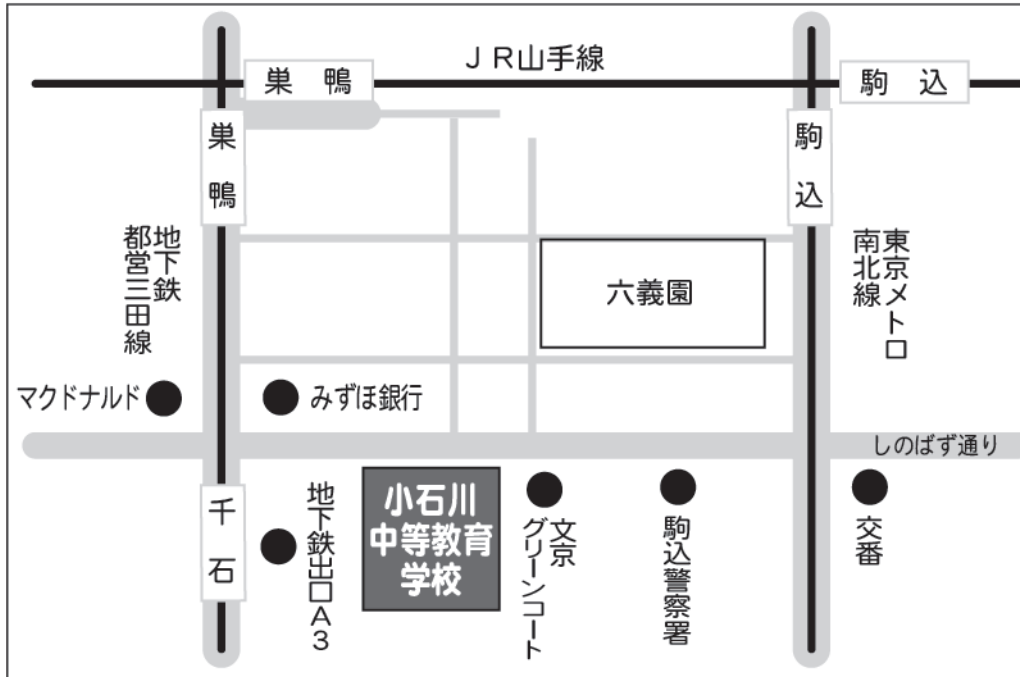 JR山手線
巣鴨
駒込
巣鴨
駒込
地下鉄
都営三田線
東京メトロ
南北線
六義園
マクドナルド
みずほ銀行
しのばず通り
千石
地下鉄出口A3
小石川
中等教育
学校
文京
グリーンコート
駒込警察署
交番